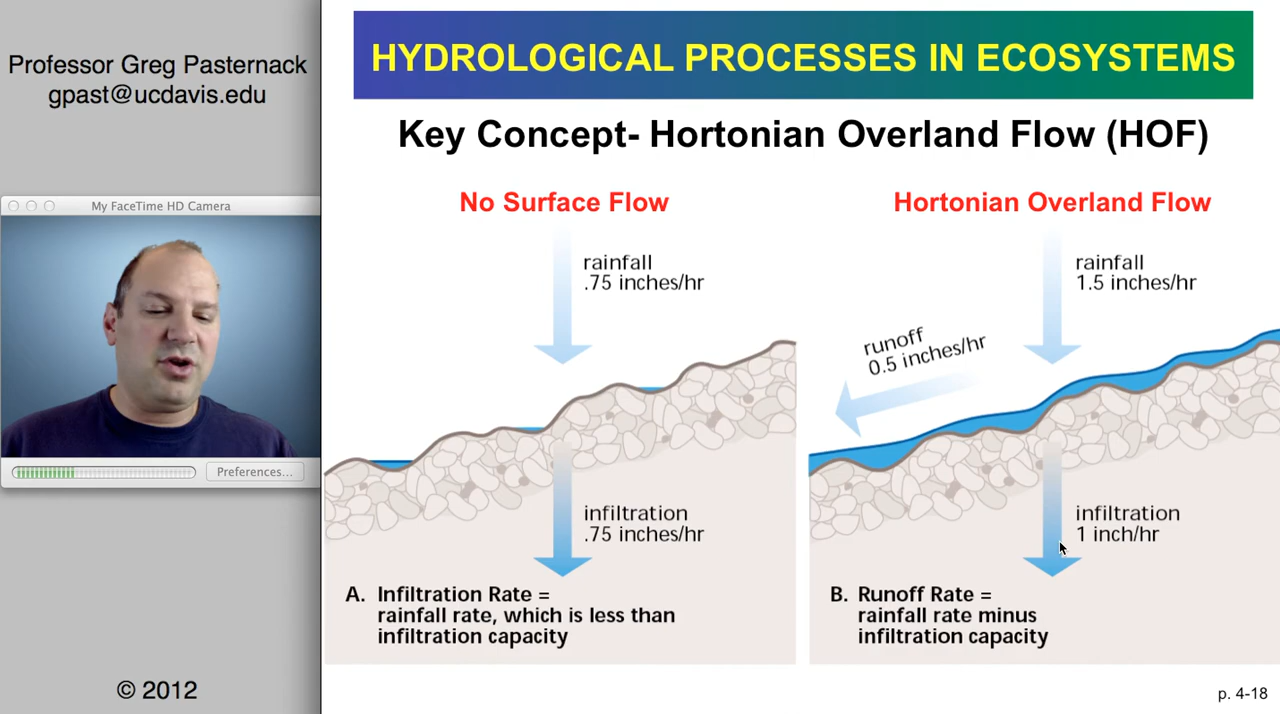 Professor Greg Pasternack
gpast@ucdavis.edu
My FaceTime HD Camera
Preferences...
© 2012
HYDROLOGICAL PROCESSES IN ECOSYSTEMS
Key Concept- Hortonian Overland Flow (HOF)
No Surface Flow
rainfall
.75 inches/hr
infiltration
.75 inches/hr
A. Infiltration Rate =
rainfall rate, which is less than
infiltration capacity
Hortonian Overland Flow
rainfall
1.5 inches/hr
runoff
0.5 inches/hr
infiltration
1 inch/hr
B. Runoff Rate =
rainfall rate minus
infiltration capacity
p. 4-18